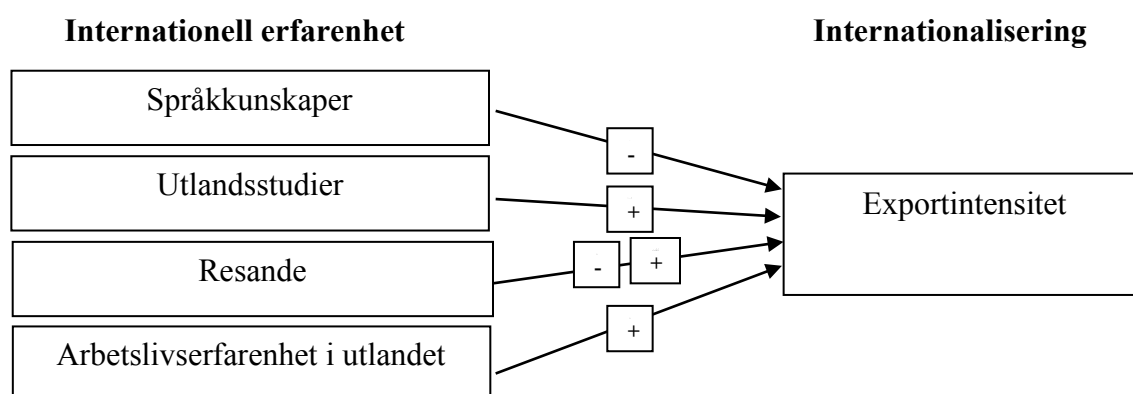 Internationell erfarenhet
Internationalisering
Språkkunskaper
-
Utlandsstudier
+
Exportintensitet
Resande
-
+
Arbetslivserfarenhet i utlandet
+